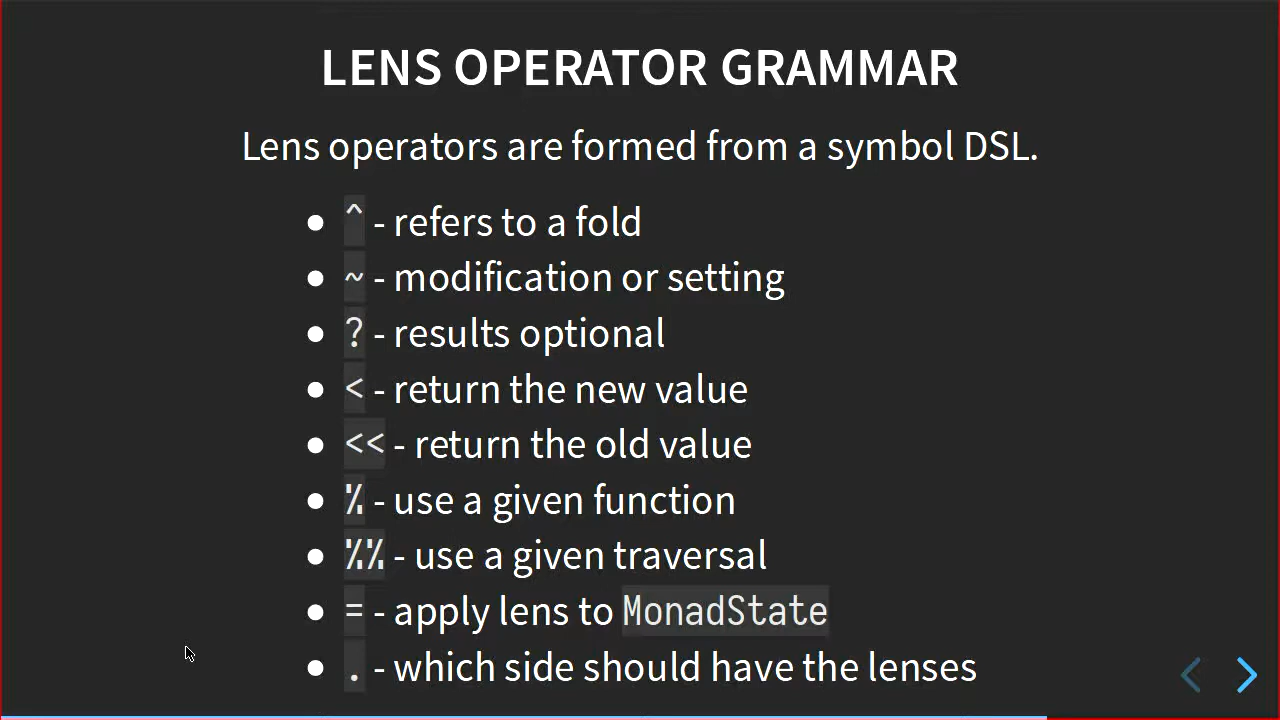 LENS OPERATOR GRAMMAR
Lens operators are formed from a symbol DSL.
• ^ - refers to a fold
• ~ - modification or setting
• ? - results optional
• < - return the new value
• << - return the old value
• % - use a given function
• %% - use a given traversal
• = - apply lens to MonadState
• . - which side should have the lenses